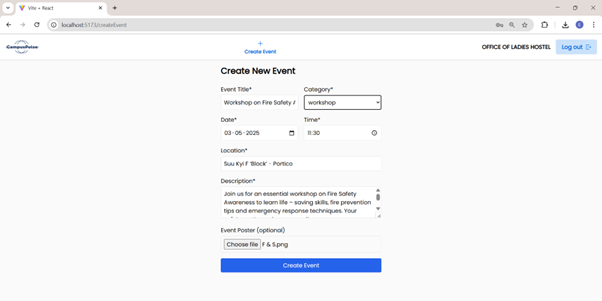 Vite + React
localhost:5173/createEvent
CampusPulse
Create Event
OFFICE OF LADIES HOSTEL
Log out
Create New Event
Event Title*
Category*
Workshop on Fire Safety A
workshop
Date*
Time*
03-05-2025
11:30
Location*
Suu Kyi F 'Block' - Portico
Description*
Join us for an essential workshop on Fire Safety
Awareness to learn life – saving skills, fire prevention
tips and emergency response techniques. Your
Event Poster (optional)
Choose file F & S.png
Create Event